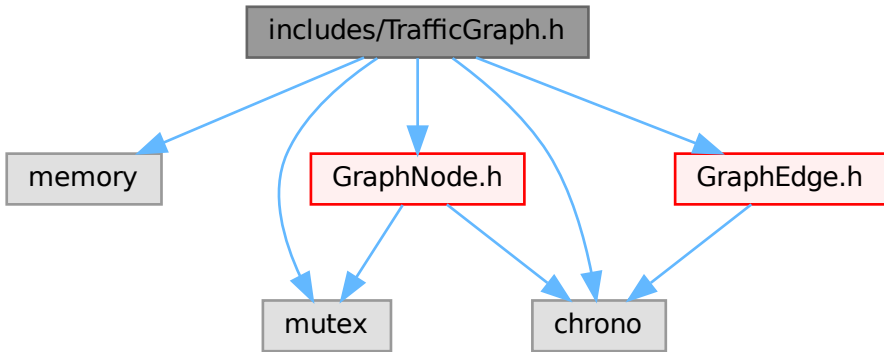 includes/TrafficGraph.h
memory
GraphNode.h
GraphEdge.h
mutex
chrono